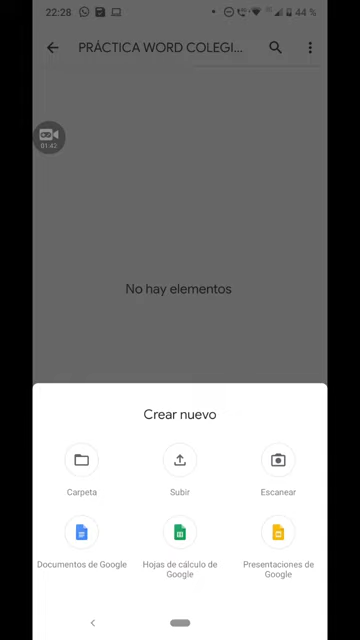 22:28
44 %
PRÁCTICA WORD COLEGI...
01:42
No hay elementos
Crear nuevo
Carpeta
Subir
Escanear
Documentos de Google
Hojas de cálculo de
Google
Presentaciones de
Google